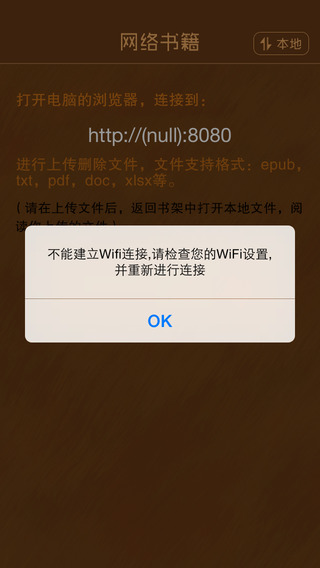 网络书籍
本地
打开电脑的浏览器，连接到：
http://(null):8080
进行上传删除文件，文件支持格式：epub，
txt，pdf，doc，xlsx等。
（请在上传文件后，返回书架中打开本地文件，阅
读你上传的文件）
不能建立Wifi连接,请检查您的WiFi设置,
并重新进行连接
OK